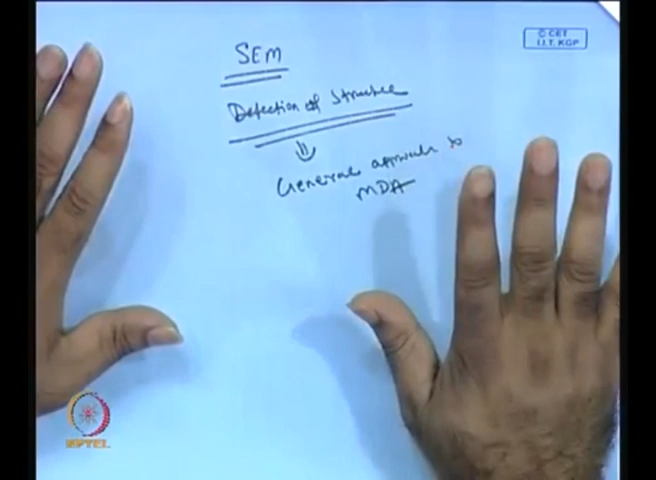 SEM
© CET
I.I.T. KGP
Detection of Structure
General approach to
MDA
NPTEL